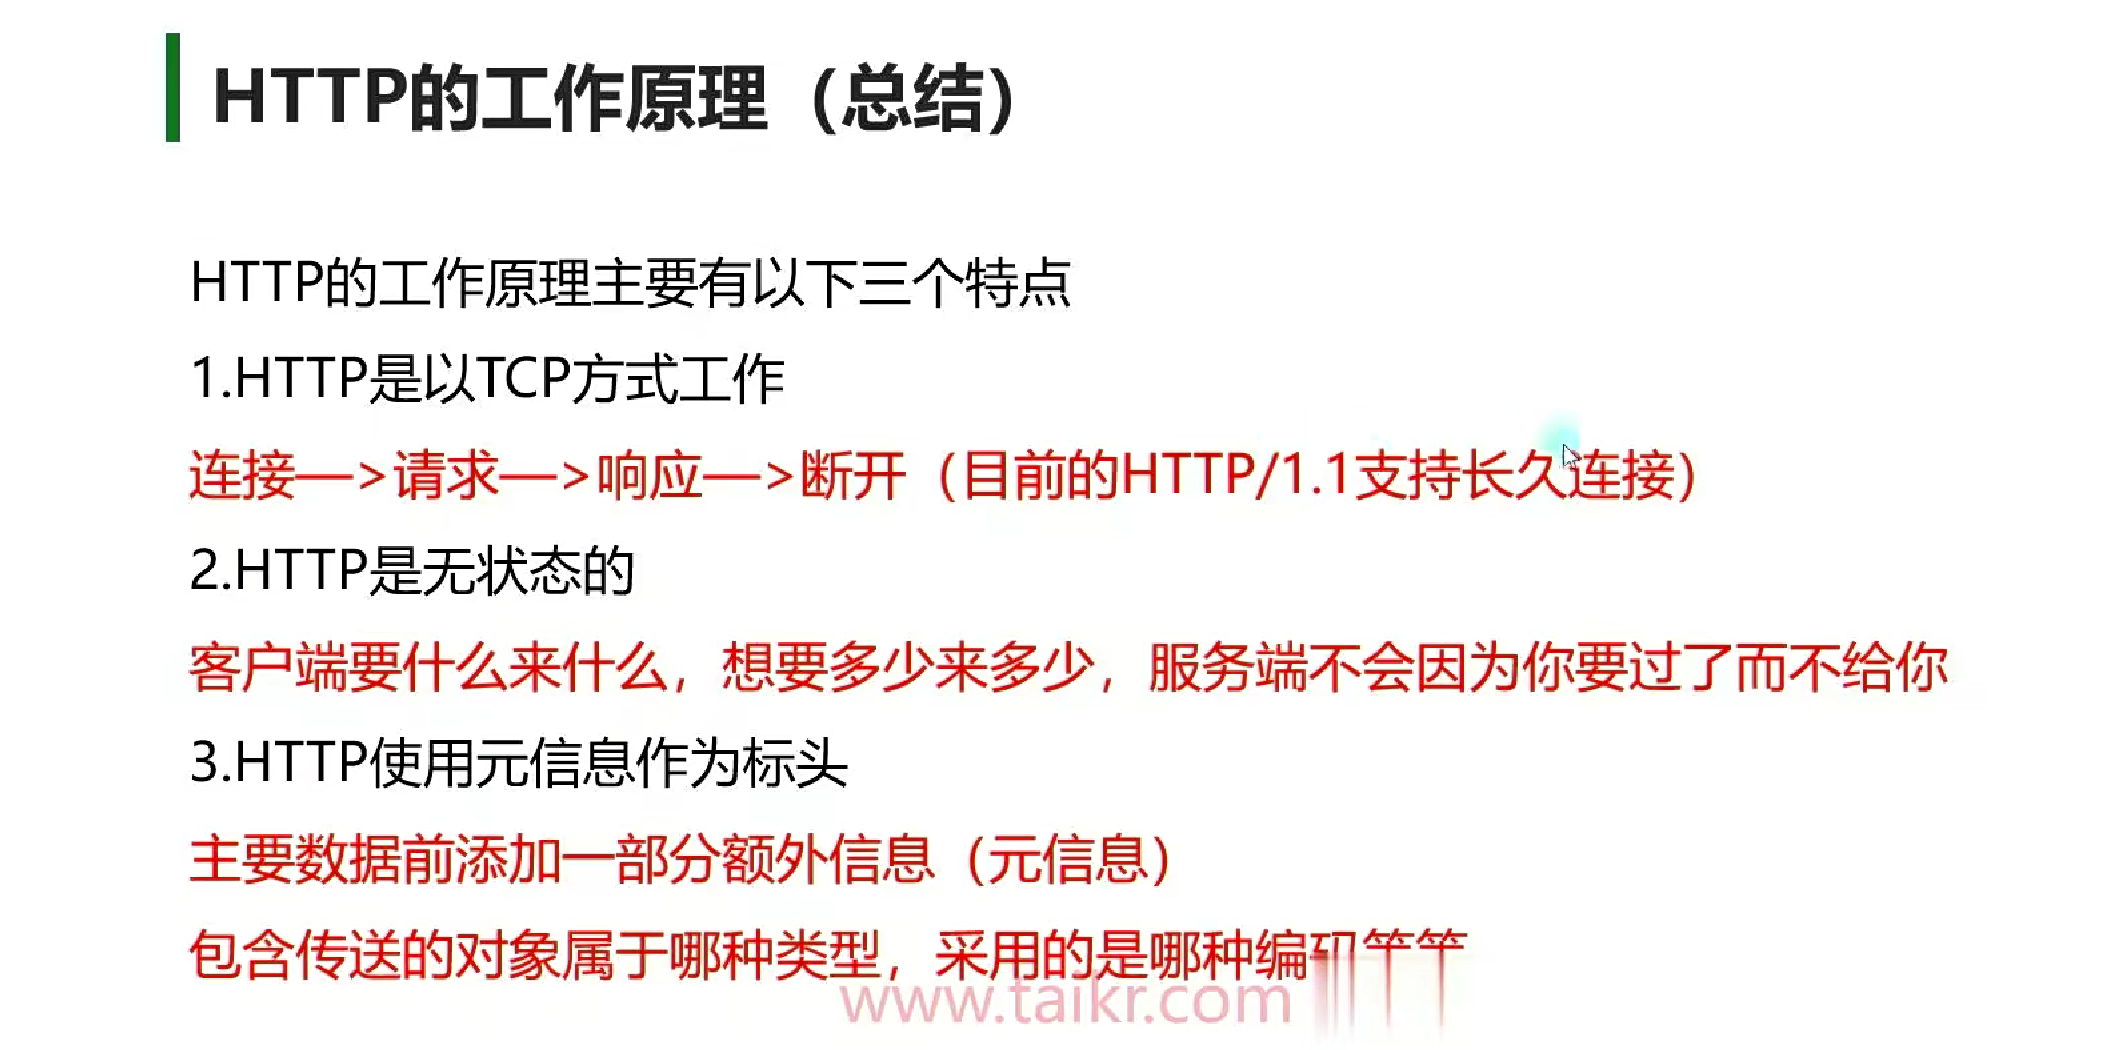 HTTP的工作原理（总结）
HTTP的工作原理主要有以下三个特点
1.HTTP是以TCP方式工作
连接—>请求—>响应—>断开（目前的HTTP/1.1支持长久连接）
2.HTTP是无状态的
客户端要什么来什么，想要多少来多少，服务端不会因为你要过了而不给你
3.HTTP使用元信息作为标头
主要数据前添加一部分额外信息（元信息）
包含传送的对象属于哪种类型，采用的是哪种编码等等
www.taikr.com